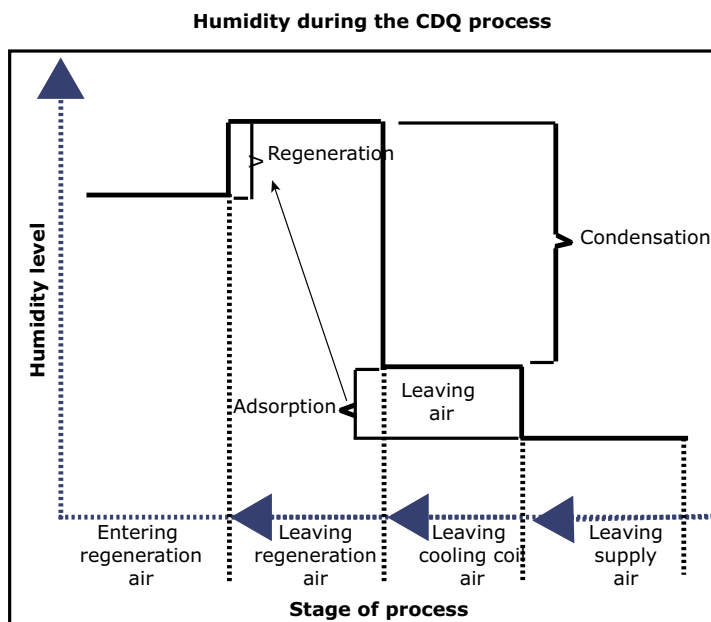 Humidity during the CDQ process
Regeneration
Condensation
Humidity level
Adsorption
Leaving
air
Entering
regeneration
air
Leaving
regeneration
air
Leaving
cooling coil
air
Leaving
supply
air
Stage of process